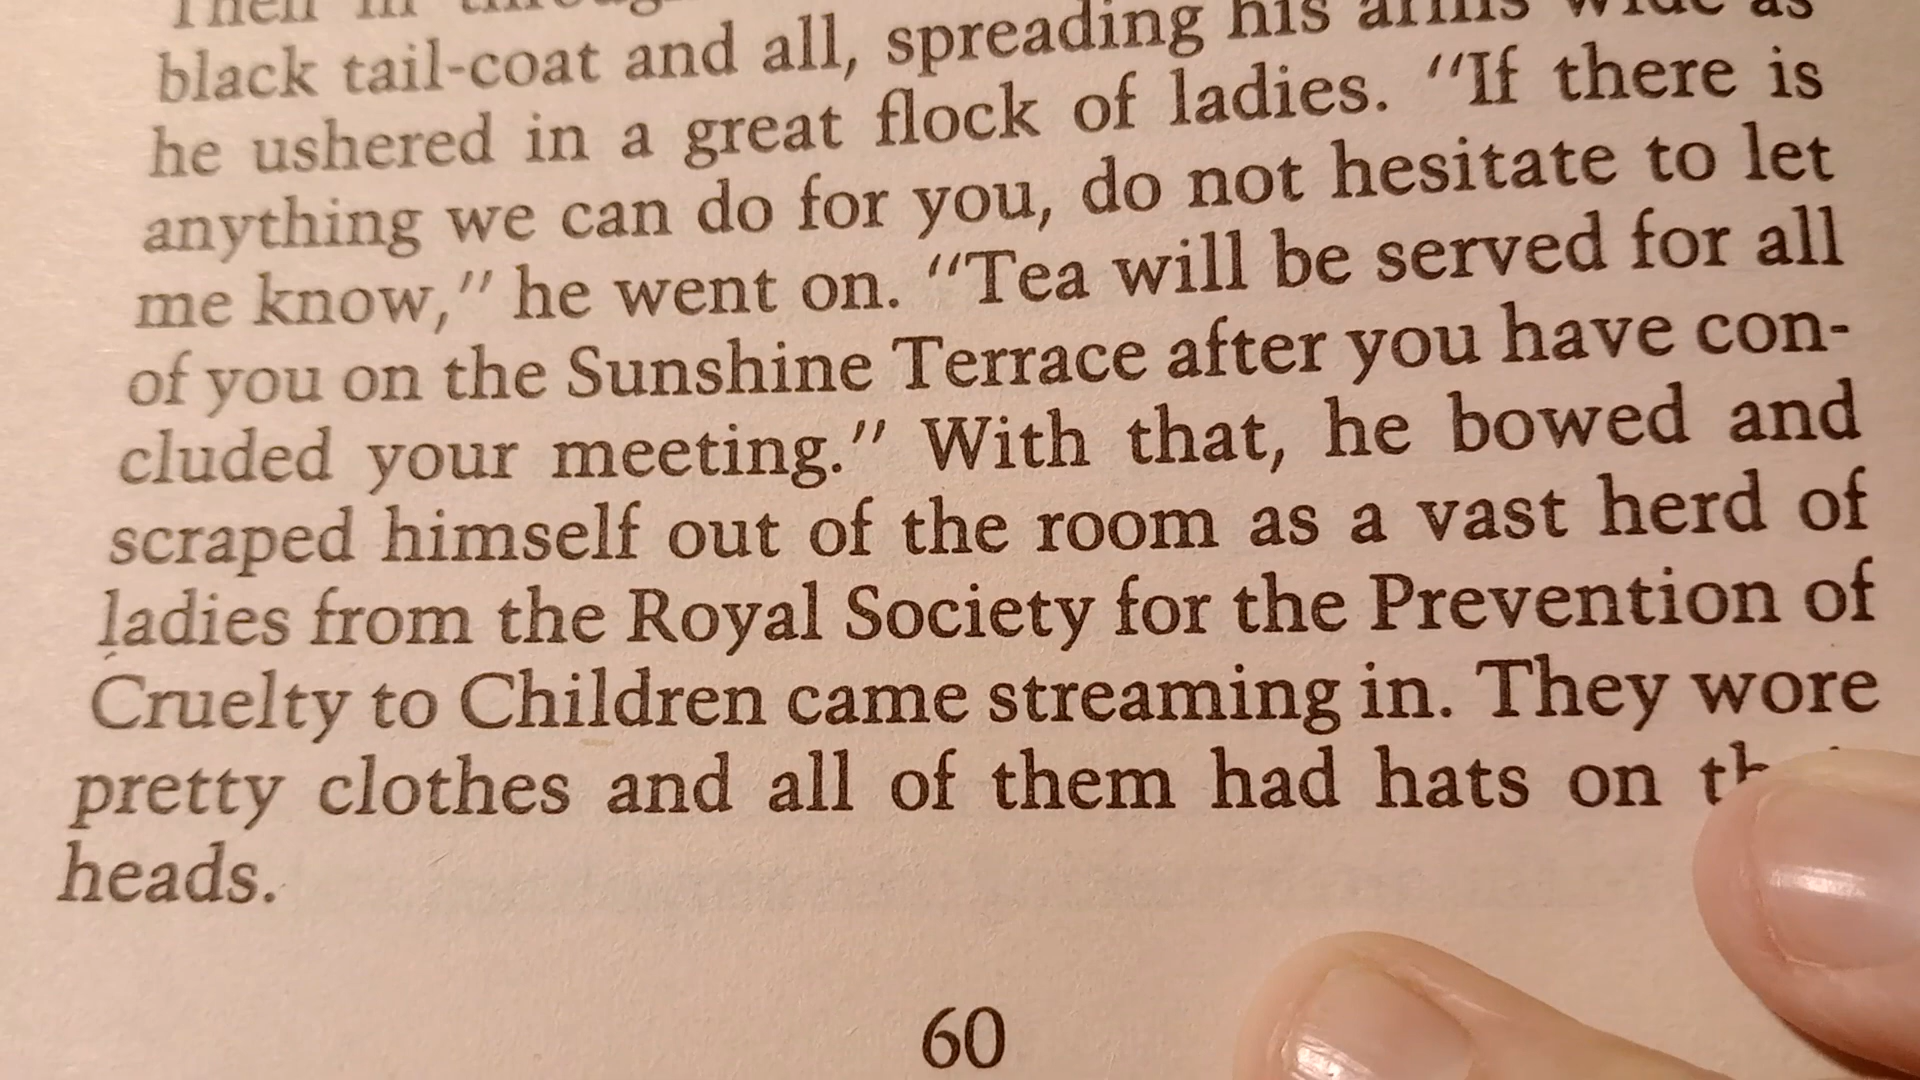 Then in
black tail-coat and all, spreading his arms wide as
he ushered in a great flock of ladies. "If there is
anything we can do for you, do not hesitate to let
me know," he went on. "Tea will be served for all
of you on the Sunshine Terrace after you have con-
cluded your meeting." With that, he bowed and
scraped himself out of the room as a vast herd of
ladies from the Royal Society for the Prevention of
Cruelty to Children came streaming in. They wore
pretty clothes and all of them had hats on
heads.
60